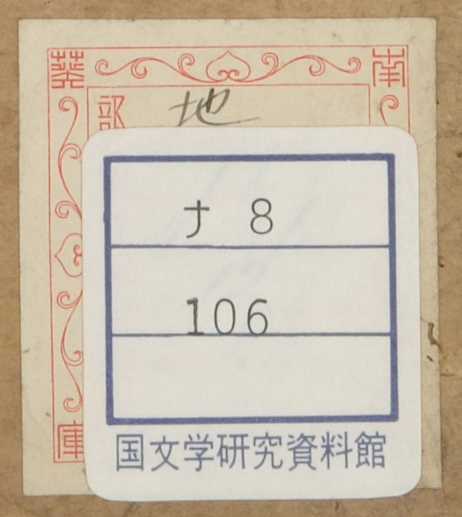 葵 南
部 地
ナ 8
106
庫
国文学研究資料館